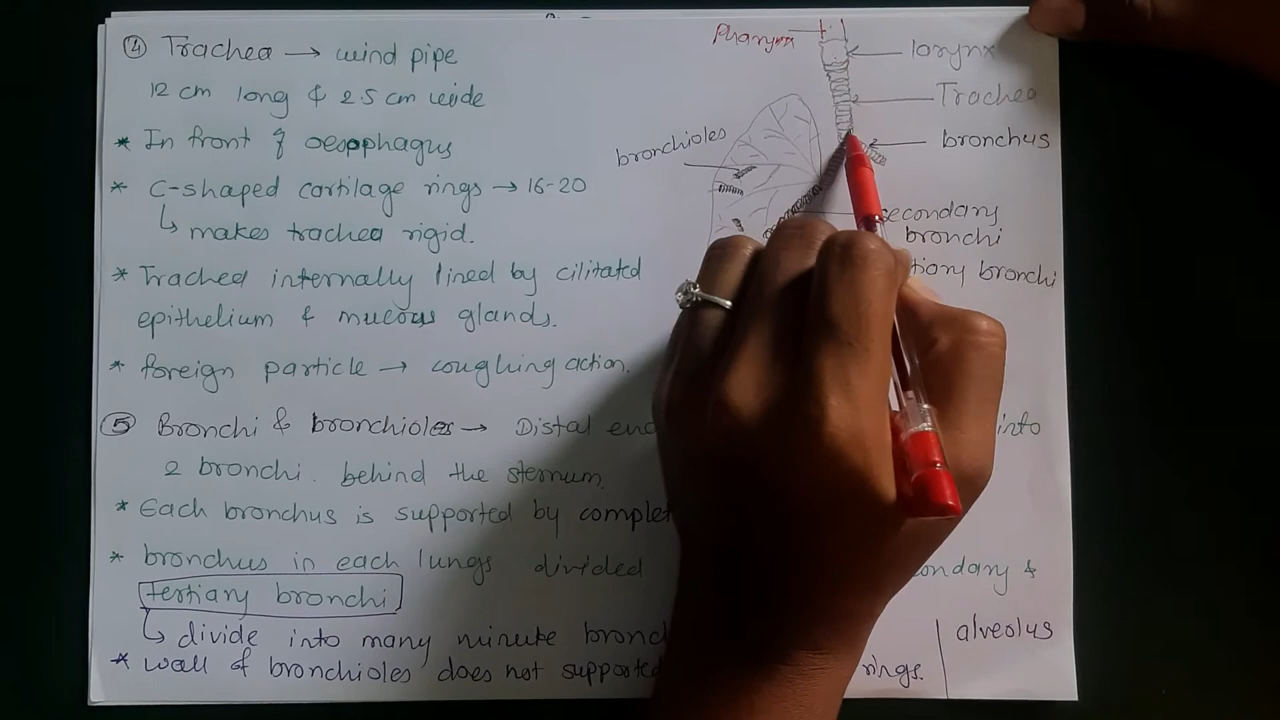 ④ Trachea → wind pipe
12 cm long & 2.5 cm wide
* In front of oesophagus
* C-shaped cartilage rings → 16-20
↳ makes trachea rigid.
* Trachea internally lined by cilitated
epithelium & mucous glands.
* foreign particle → coughing action.
⑤ Bronchi & bronchioles → Distal end into
2 bronchi. behind the sternum.
* Each bronchus is supported by complet
* bronchus in each lungs divided ondary &
tertiary bronchi
↳ divide into many minute bronc
* wall of bronchioles does not supported rings.
Pharynx
larynx
Trachea
bronchus
bronchioles
secondary
bronchi
tiary bronchi
alveolus